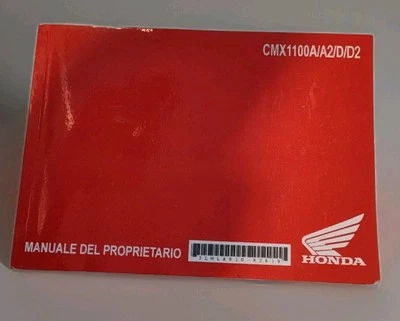 CMX1100A/A2/D/D2
MANUALE DEL PROPRIETARIO
HONDA